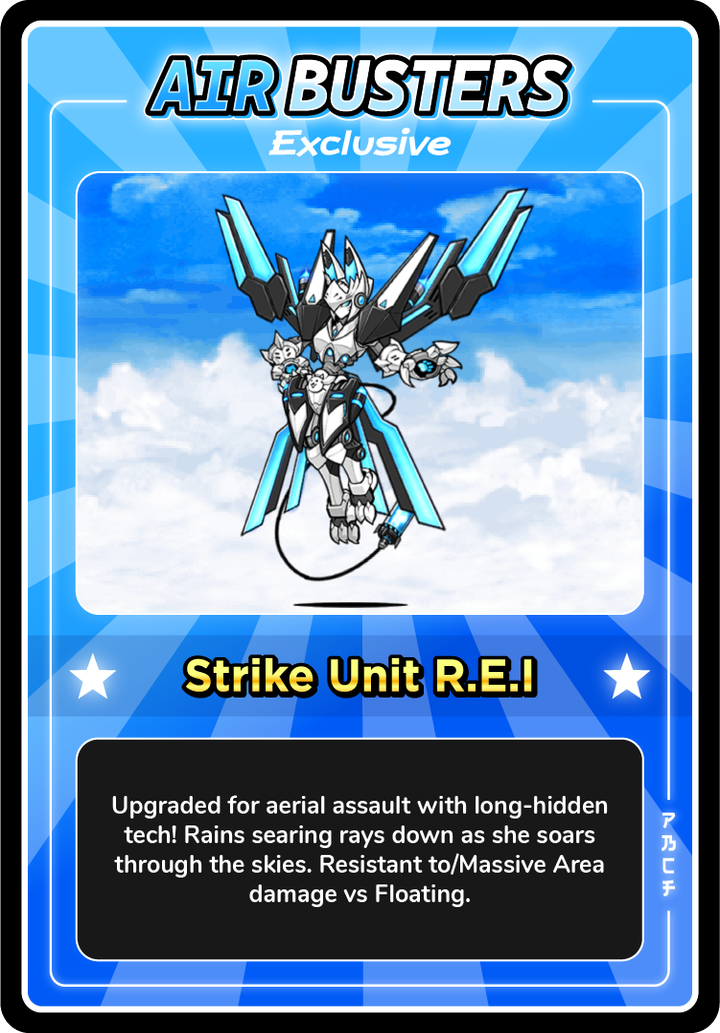 AIR BUSTERS
Exclusive
Strike Unit R.E.I
Upgraded for aerial assault with long-hidden
tech! Rains searing rays down as she soars
through the skies. Resistant to/Massive Area
damage vs Floating.